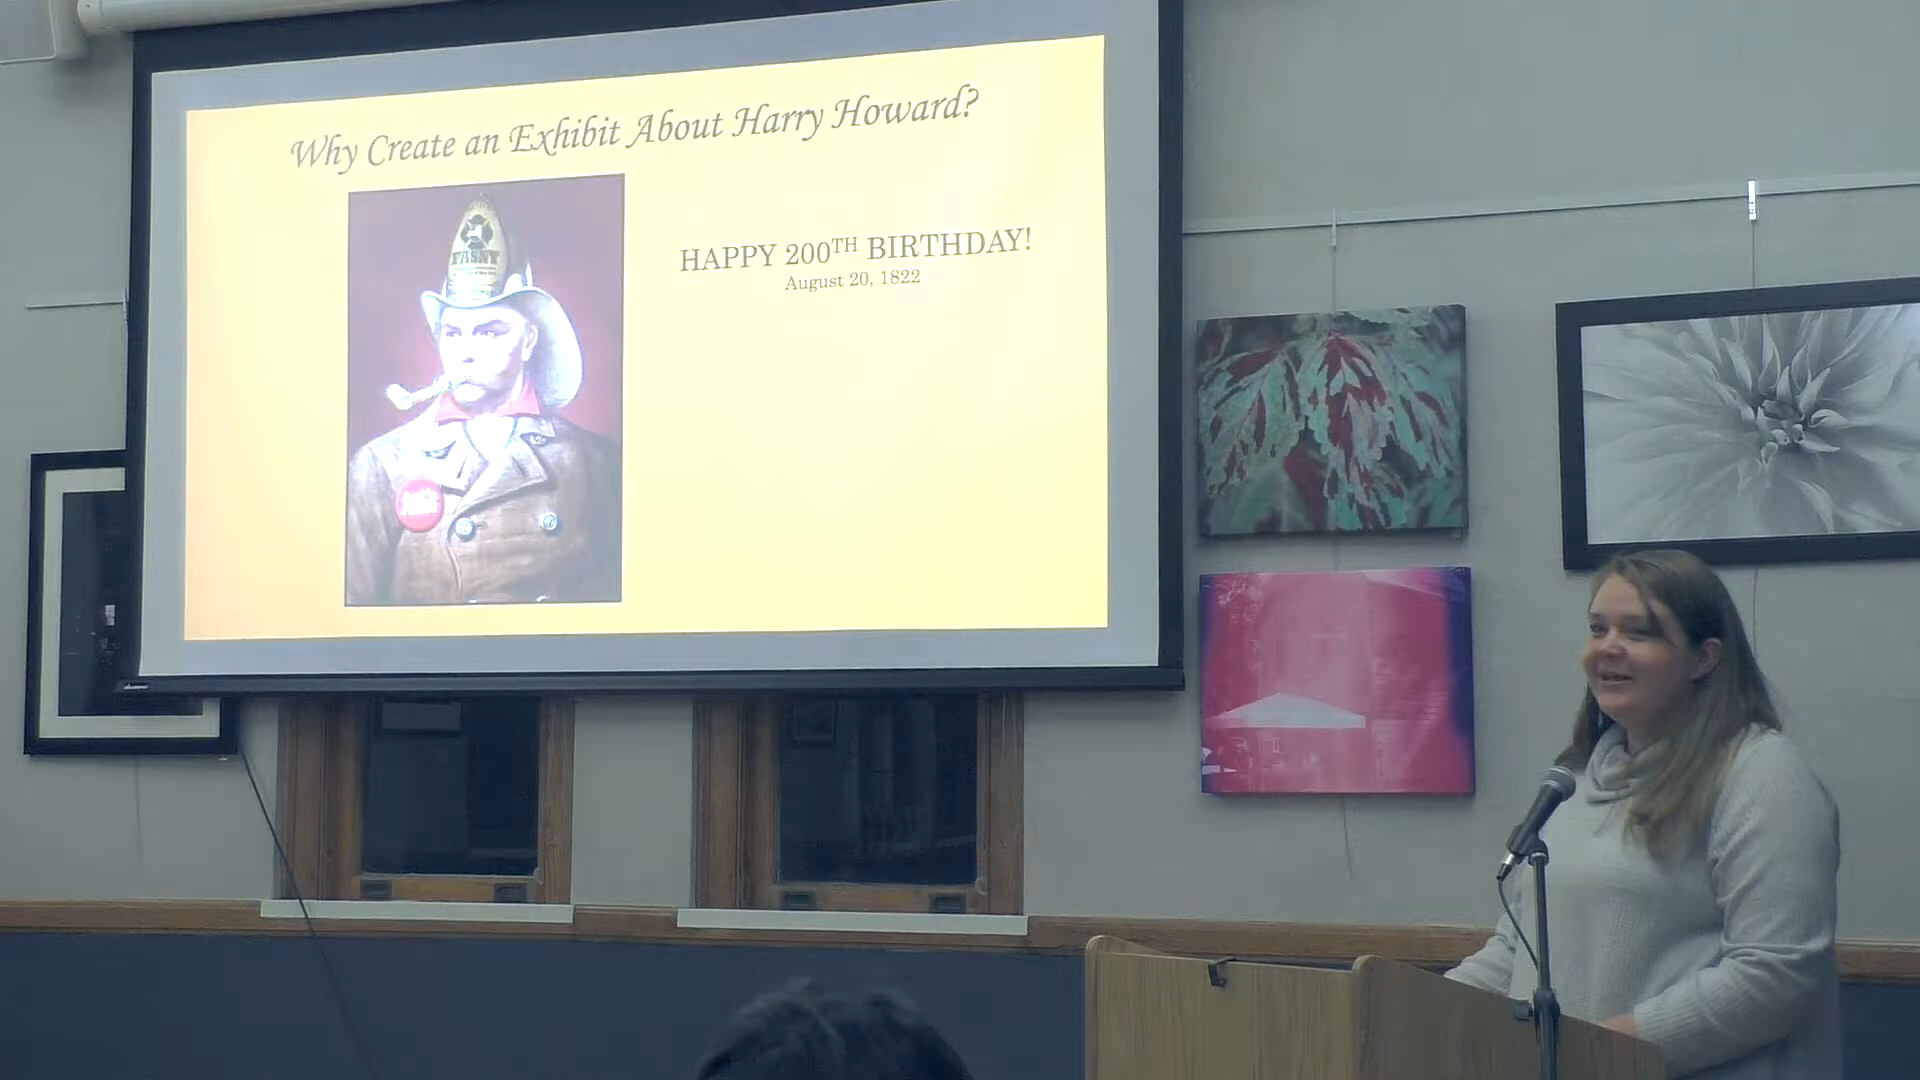 Why Create an Exhibit About Harry Howard?
FASNY
HAPPY 200TH BIRTHDAY!
August 20, 1822